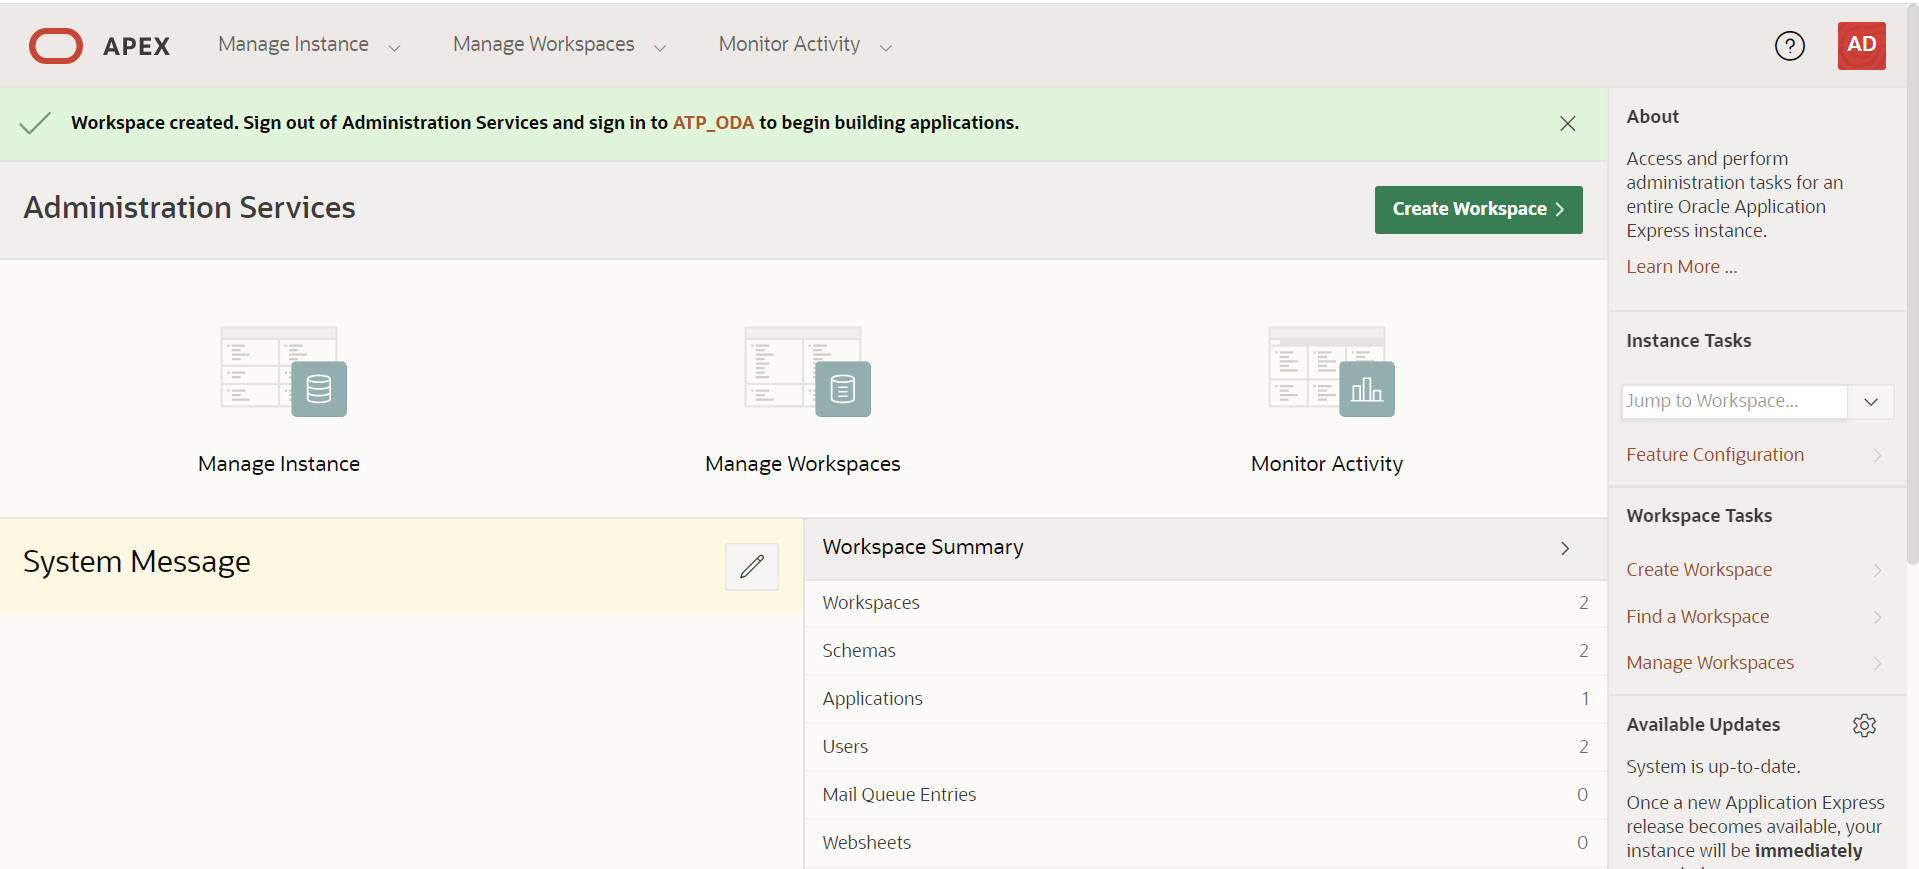 APEX
Manage Instance
Manage Workspaces
Monitor Activity
?
AD
Workspace created. Sign out of Administration Services and sign in to ATP_ODA to begin building applications.
Administration Services
Create Workspace
Manage Instance
Manage Workspaces
Monitor Activity
System Message
Workspace Summary
Workspaces 2
Schemas 2
Applications 1
Users 2
Mail Queue Entries 0
Websheets 0
About
Access and perform
administration tasks for an
entire Oracle Application
Express instance.
Learn More ...
Instance Tasks
Jump to Workspace...
Feature Configuration
Workspace Tasks
Create Workspace
Find a Workspace
Manage Workspaces
Available Updates
System is up-to-date.
Once a new Application Express
release becomes available, your
instance will be immediately